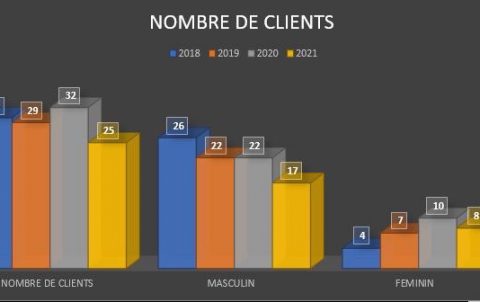 NOMBRE DE CLIENTS
2018 2019 2020 2021
29 32 25 26 22 22 17 4 7 10 8
NOMBRE DE CLIENTS MASCULIN FEMININ